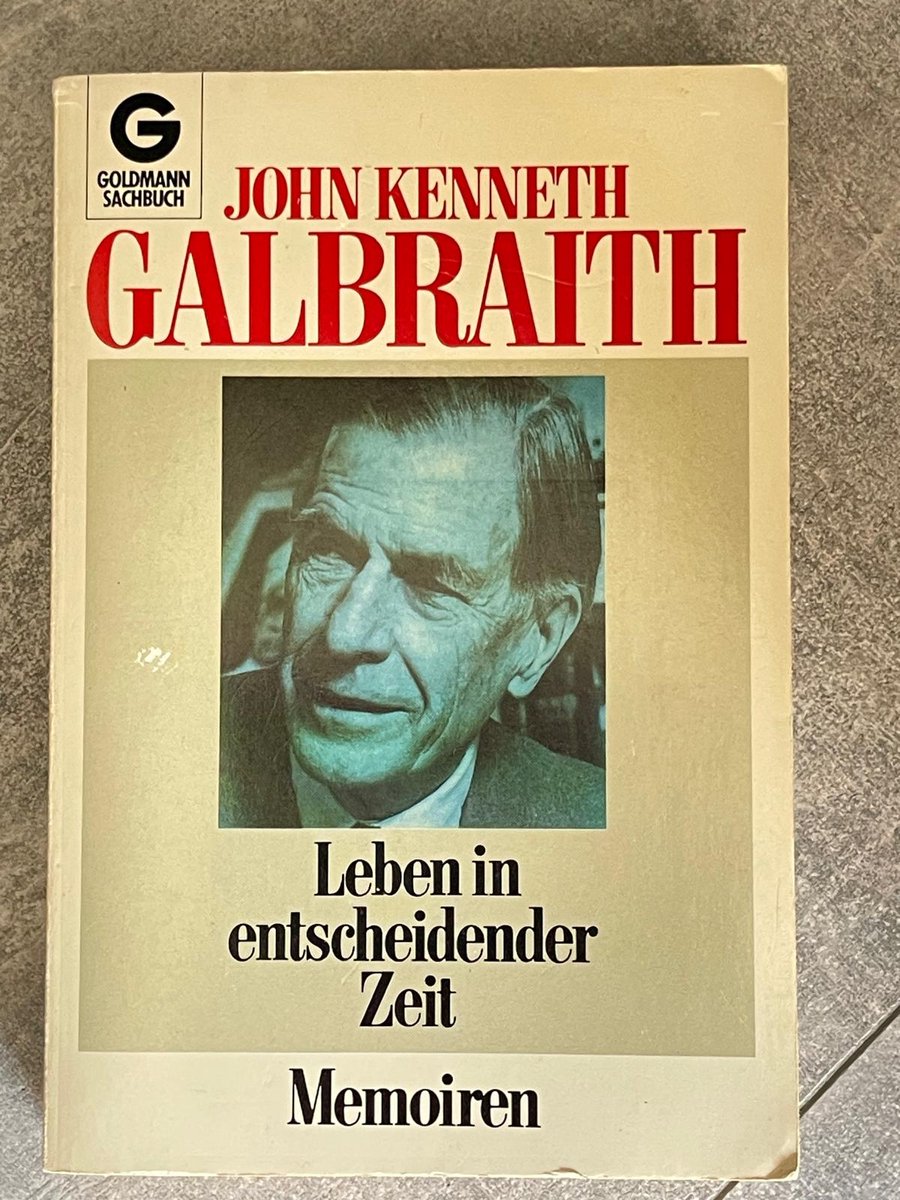 G
GOLDMANN
SACHBUCH
JOHN KENNETH
GALBRAITH
Leben in
entscheidender
Zeit
Memoiren